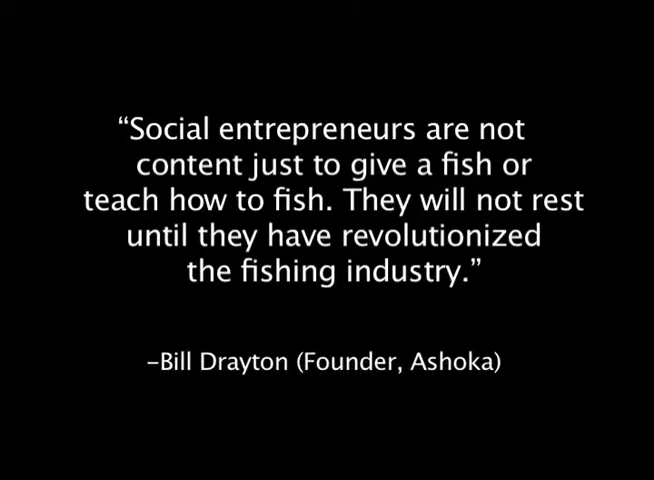 “Social entrepreneurs are not
content just to give a fish or
teach how to fish. They will not rest
until they have revolutionized
the fishing industry.”
–Bill Drayton (Founder, Ashoka)